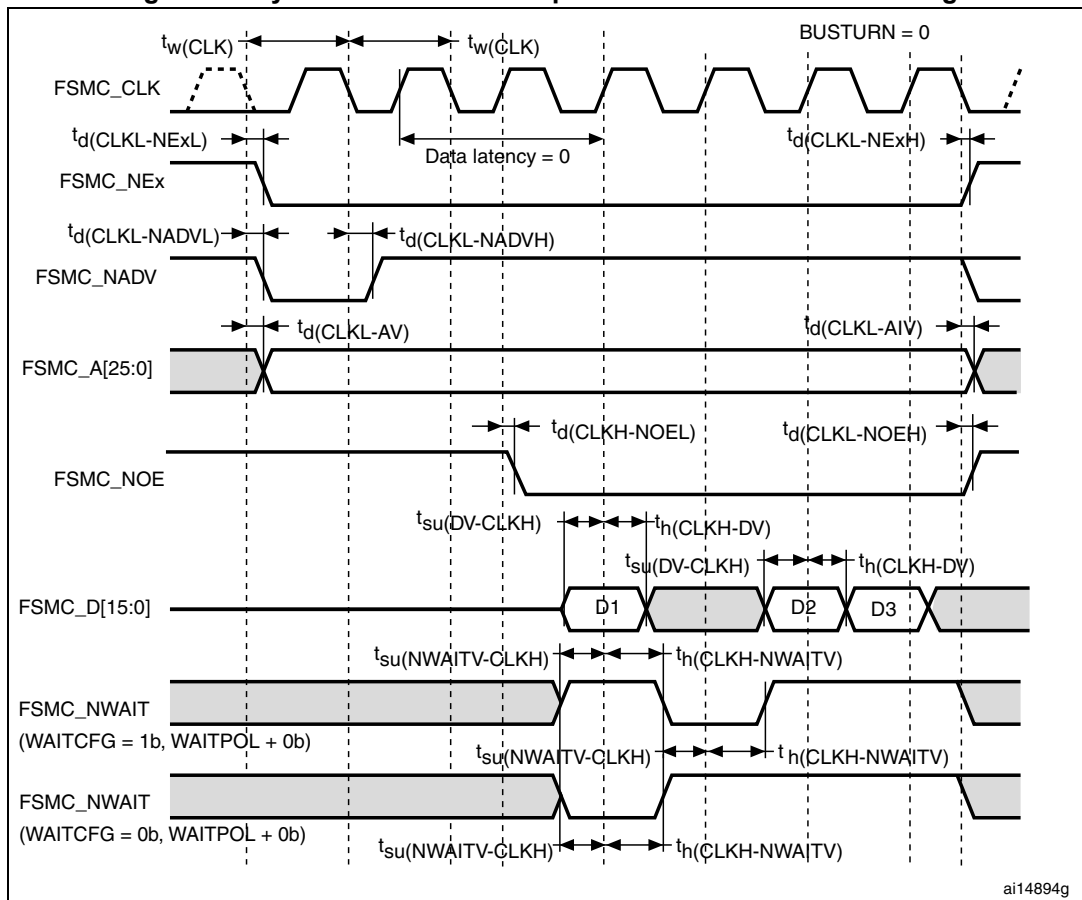 BUSTURN = 0
tw(CLK) tw(CLK)
FSMC_CLK
td(CLKL-NExL) Data latency = 0 td(CLKL-NExH)
FSMC_NEx
td(CLKL-NADVL) td(CLKL-NADVH)
FSMC_NADV
td(CLKL-AV) td(CLKL-AIV)
FSMC_A[25:0]
td(CLKH-NOEL) td(CLKL-NOEH)
FSMC_NOE
tsu(DV-CLKH) th(CLKH-DV)
tsu(DV-CLKH) th(CLKH-DV)
FSMC_D[15:0] D1 D2 D3
tsu(NWAITV-CLKH) th(CLKH-NWAITV)
FSMC_NWAIT
(WAITCFG = 1b, WAITPOL + 0b)
tsu(NWAITV-CLKH) th(CLKH-NWAITV)
FSMC_NWAIT
(WAITCFG = 0b, WAITPOL + 0b)
tsu(NWAITV-CLKH) th(CLKH-NWAITV)
ai14894g